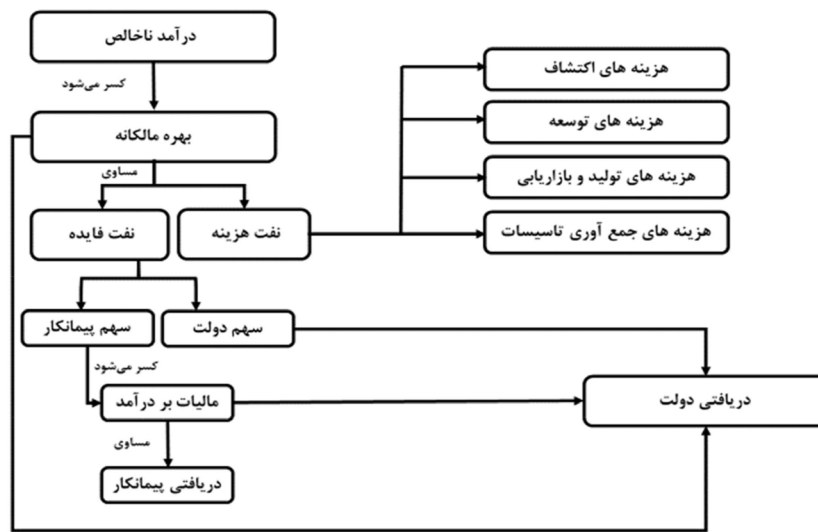 درآمد ناخالص
کسر می‌شود
بهره مالکانه
مساوی
نفت فایده
نفت هزینه
هزینه های اکتشاف
هزینه های توسعه
هزینه های تولید و بازاریابی
هزینه های جمع آوری تاسیسات
سهم پیمانکار
سهم دولت
کسر می‌شود
مالیات بر درآمد
دریافتی دولت
مساوی
دریافتی پیمانکار